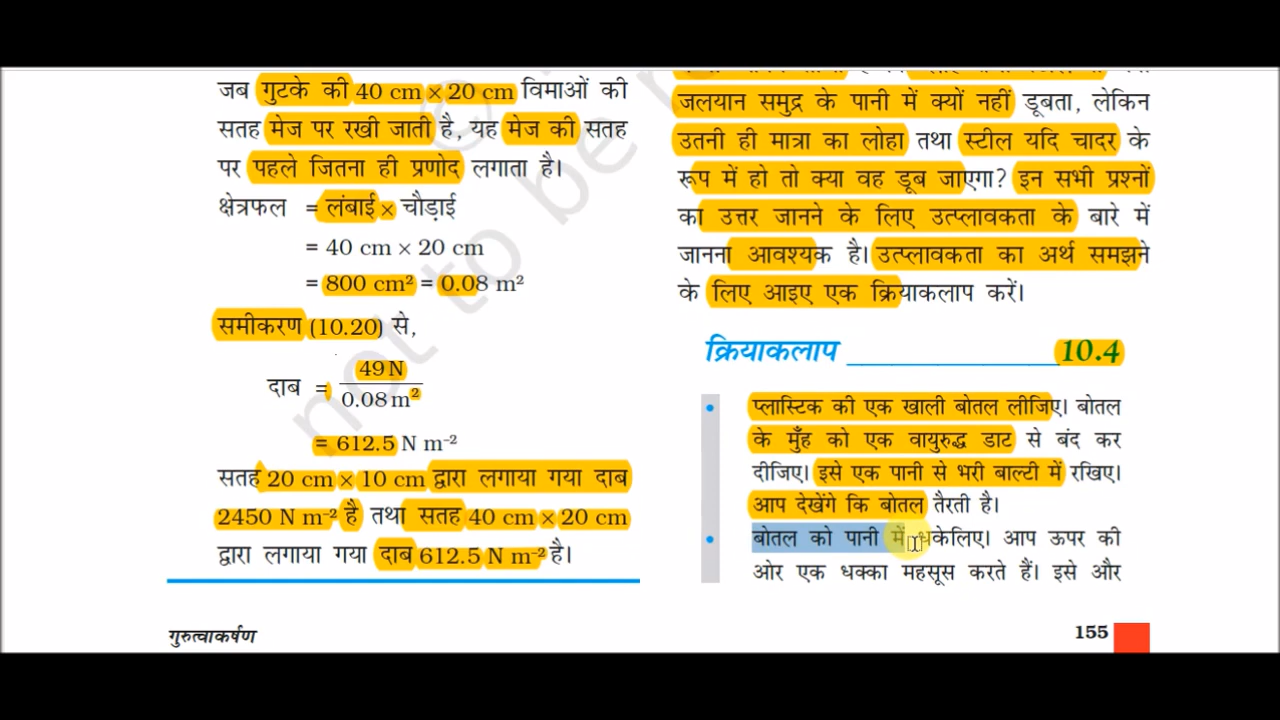 जब गुटके की 40 cm × 20 cm विमाओं की
सतह मेज पर रखी जाती है, यह मेज की सतह
पर पहले जितना ही प्रणोद लगाता है।
क्षेत्रफल = लंबाई × चौड़ाई
= 40 cm × 20 cm
= 800 cm² = 0.08 m²
समीकरण (10.20) से,
दाब = 49 N / 0.08 m²
= 612.5 N m⁻²
सतह 20 cm × 10 cm द्वारा लगाया गया दाब
2450 N m⁻² है तथा सतह 40 cm × 20 cm
द्वारा लगाया गया दाब 612.5 N m⁻² है।
गुरुत्वाकर्षण
जलयान समुद्र के पानी में क्यों नहीं डूबता, लेकिन
उतनी ही मात्रा का लोहा तथा स्टील यदि चादर के
रूप में हो तो क्या वह डूब जाएगा? इन सभी प्रश्नों
का उत्तर जानने के लिए उत्प्लावकता के बारे में
जानना आवश्यक है। उत्प्लावकता का अर्थ समझने
के लिए आइए एक क्रियाकलाप करें।
क्रियाकलाप 10.4
• प्लास्टिक की एक खाली बोतल लीजिए। बोतल
के मुँह को एक वायुरुद्ध डाट से बंद कर
दीजिए। इसे एक पानी से भरी बाल्टी में रखिए।
आप देखेंगे कि बोतल तैरती है।
• बोतल को पानी में धकेलिए। आप ऊपर की
ओर एक धक्का महसूस करते हैं। इसे और
155
not to be